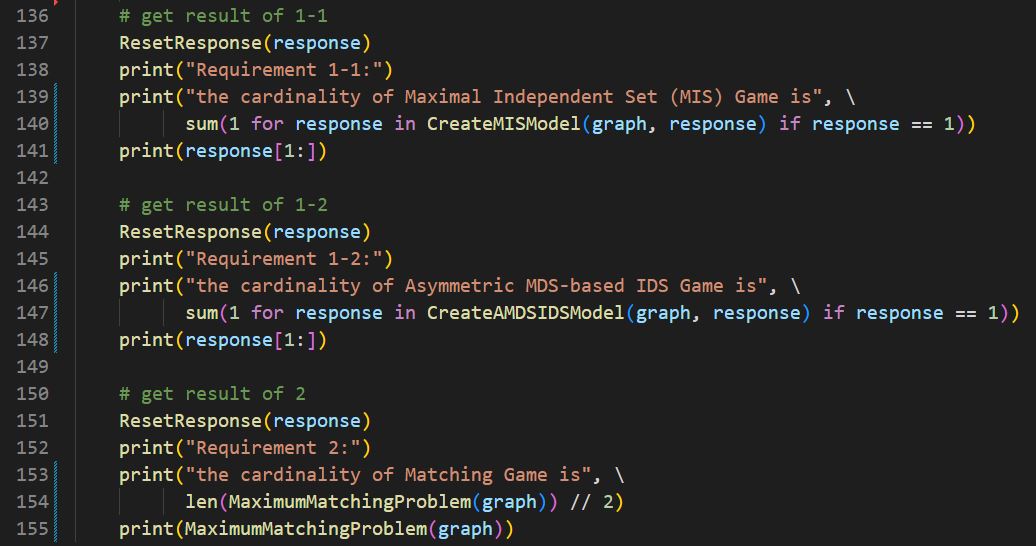 136 # get result of 1-1
137 ResetResponse(response)
138 print("Requirement 1-1:")
139 print("the cardinality of Maximal Independent Set (MIS) Game is", \
140 sum(1 for response in CreateMISModel(graph, response) if response == 1))
141 print(response[1:])
142
143 # get result of 1-2
144 ResetResponse(response)
145 print("Requirement 1-2:")
146 print("the cardinality of Asymmetric MDS-based IDS Game is", \
147 sum(1 for response in CreateAMDSIDSModel(graph, response) if response == 1))
148 print(response[1:])
149
150 # get result of 2
151 ResetResponse(response)
152 print("Requirement 2:")
153 print("the cardinality of Matching Game is", \
154 len(MaximumMatchingProblem(graph)) // 2)
155 print(MaximumMatchingProblem(graph))